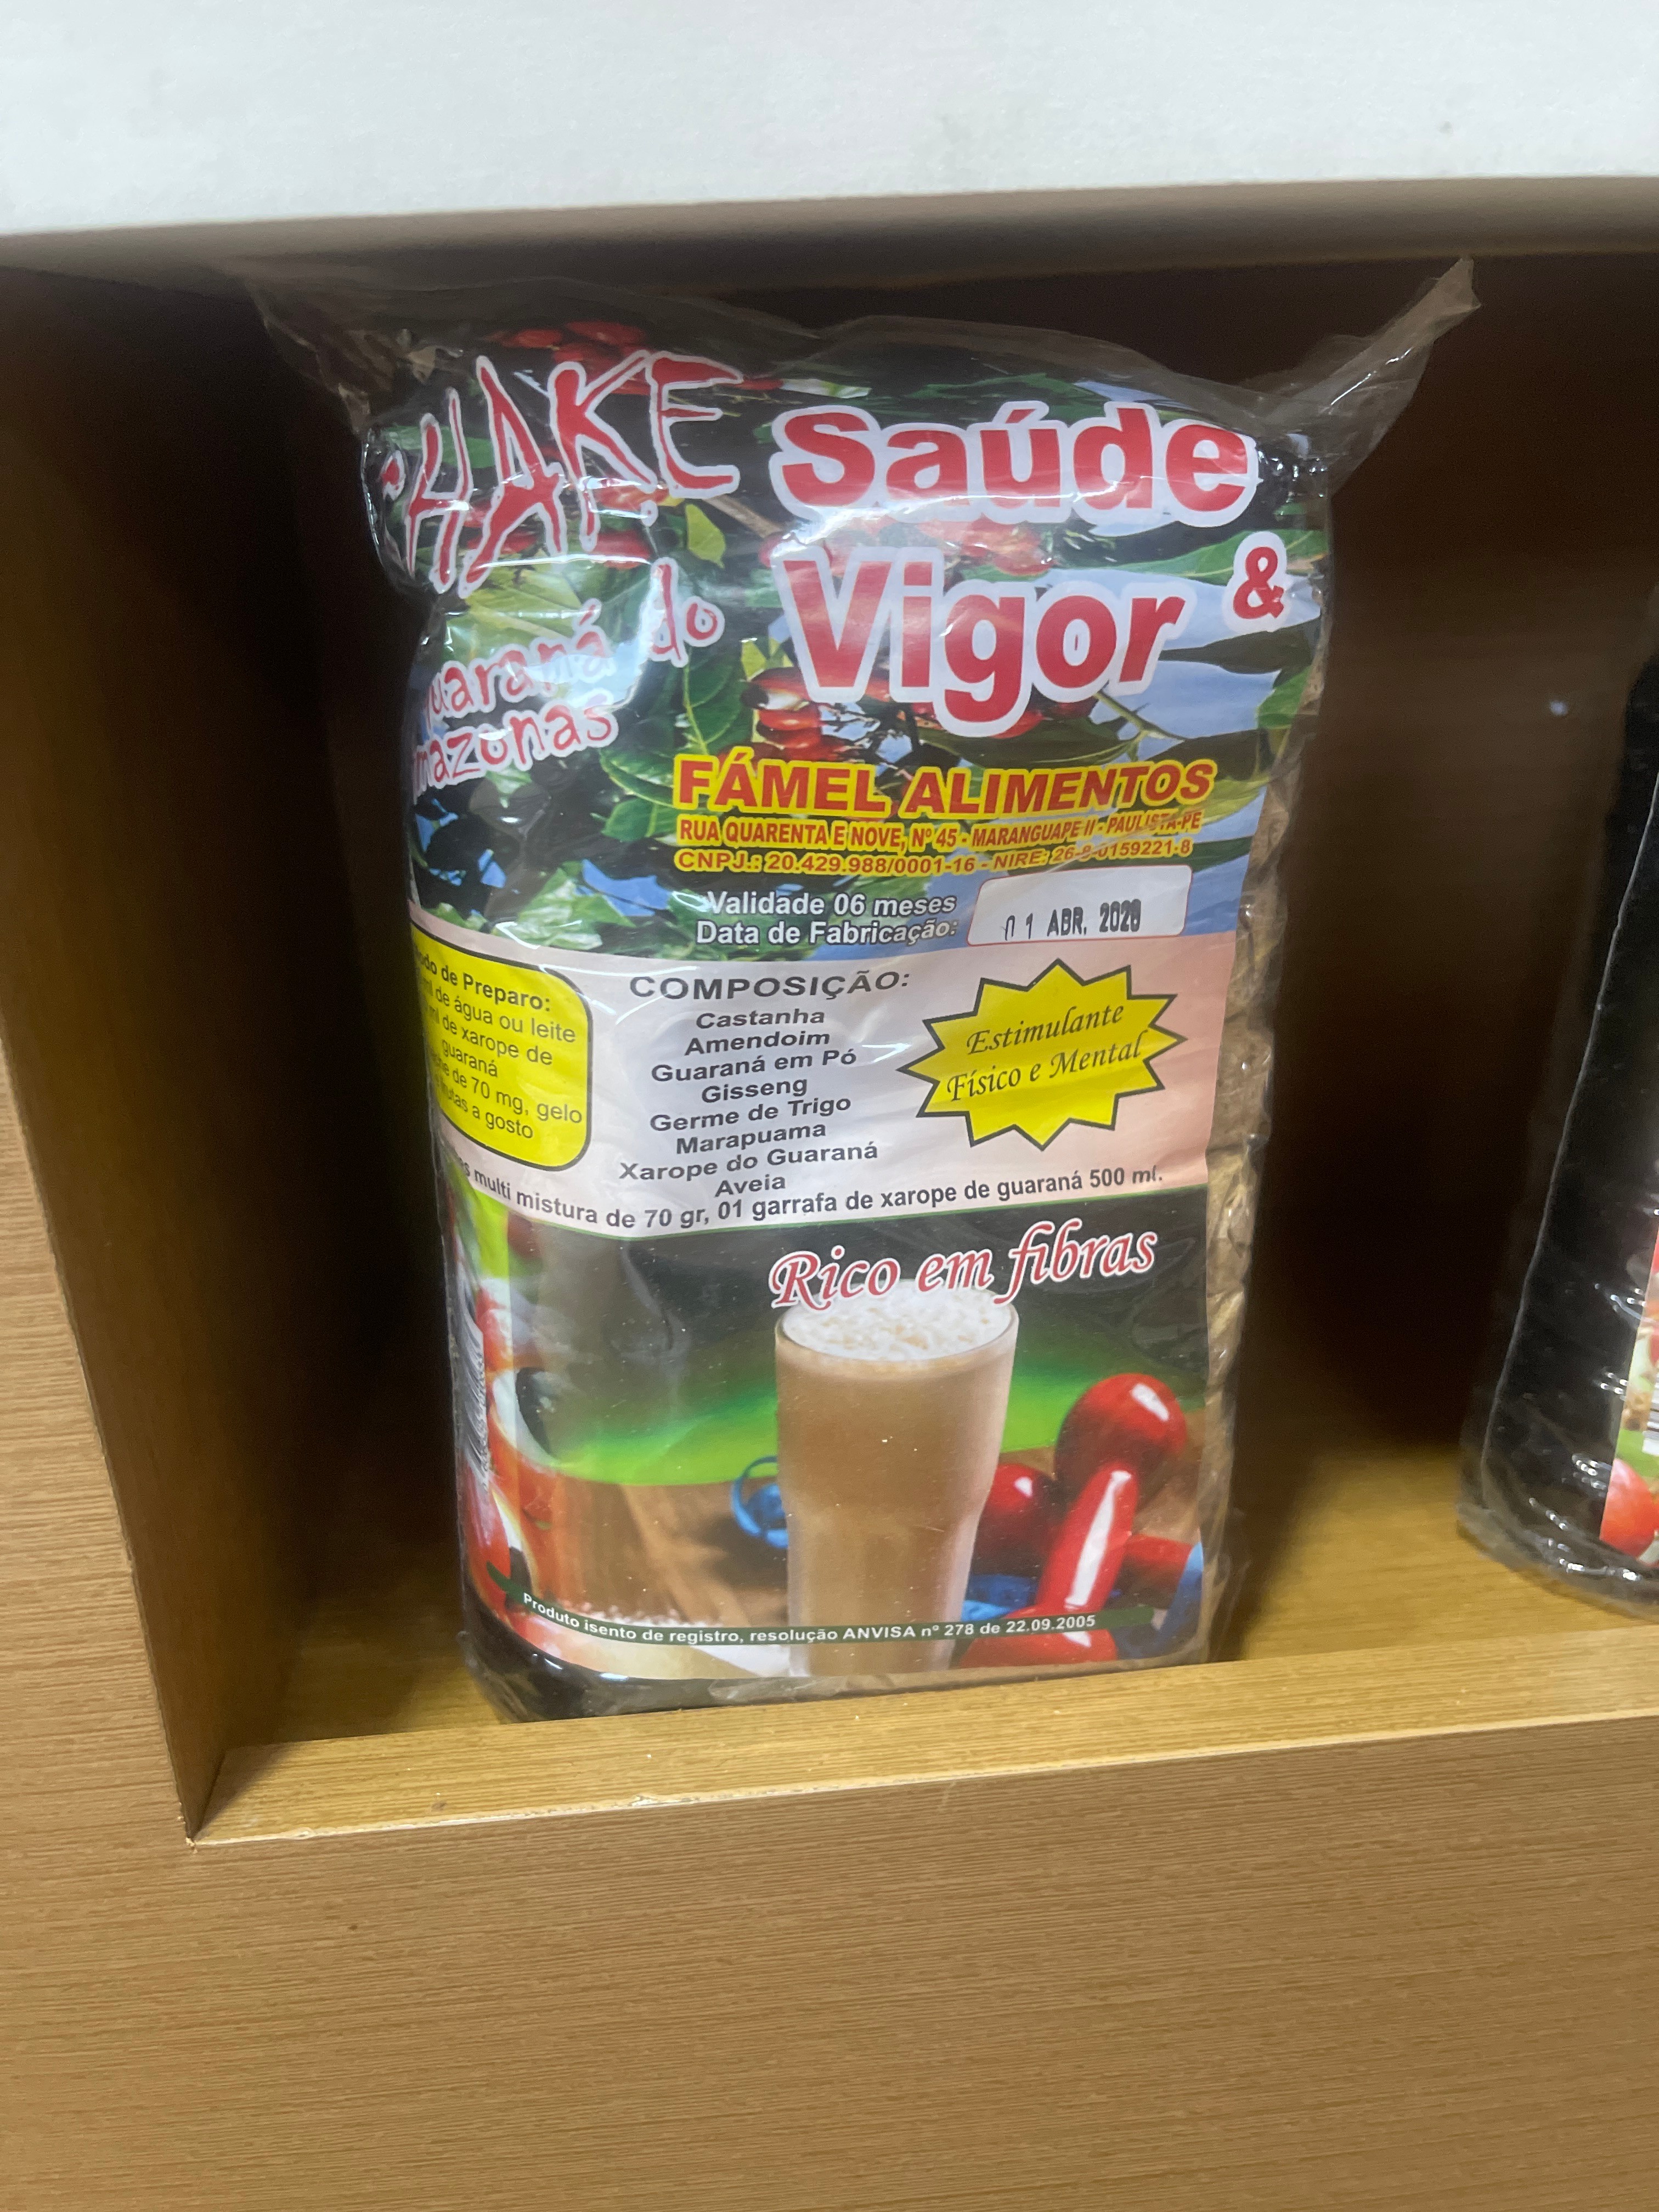 SHAKE
Guaraná do
Amazonas
Saúde
&
Vigor
FÁMEL ALIMENTOS
RUA QUARENTA E NOVE, Nº 45 - MARANGUAPE II - PAULISTA-PE
CNPJ.: 20.429.988/0001-16 - NIRE: 26-8-0159221-8
Validade 06 meses
Data de Fabricação:
01 ABR. 2020
Modo de Preparo:
ml de água ou leite
ml de xarope de
guaraná
de 70 mg, gelo
frutas a gosto
COMPOSIÇÃO:
Castanha
Amendoim
Guaraná em Pó
Gisseng
Germe de Trigo
Marapuama
Xarope do Guaraná
Aveia
Estimulante
Físico e Mental
multi mistura de 70 gr, 01 garrafa de xarope de guaraná 500 ml.
Rico em fibras
Produto isento de registro, resolução ANVISA nº 278 de 22.09.2005